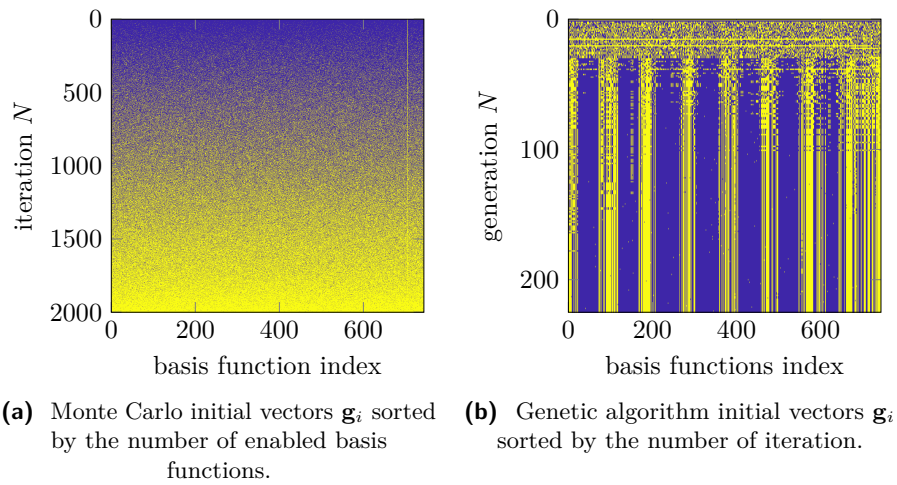 0
500
1000
1500
2000
iteration N
0
200
400
600
basis function index
0
100
200
generation N
0
200
400
600
basis functions index
(a) Monte Carlo initial vectors gᵢ sorted
by the number of enabled basis
functions.
(b) Genetic algorithm initial vectors gᵢ
sorted by the number of iteration.